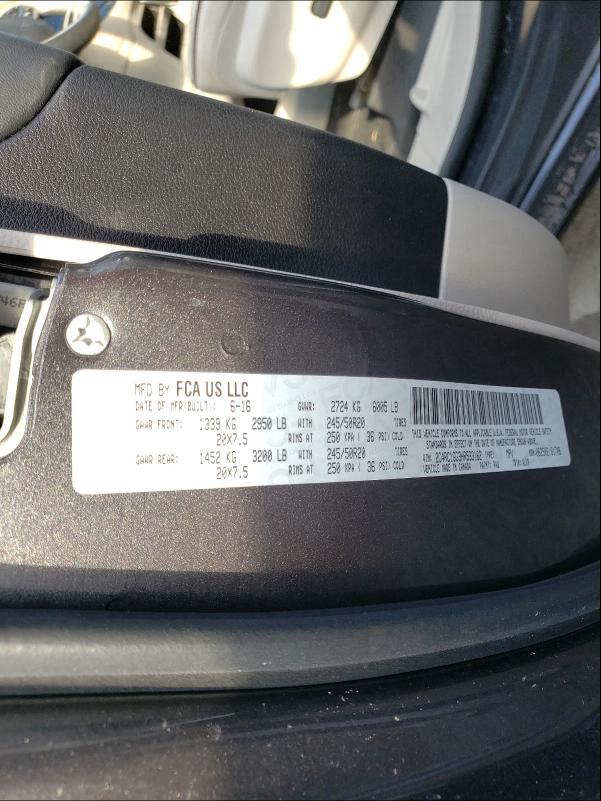 MFD BY FCA US LLC
DATE OF MFR(BUILT): 6-16 GVWR: 2724 KG 6005 LB
GAWR FRONT: 1339 KG 2950 LB WITH 245/50R20 TIRES
20X7.5 RIMS AT 250 KPA ( 36 PSI) COLD
GAWR REAR: 1452 KG 3200 LB WITH 245/50R20 TIRES
20X7.5 RIMS AT 250 KPA ( 36 PSI) COLD
THIS VEHICLE CONFORMS TO ALL APPLICABLE U.S.A. FEDERAL MOTOR VEHICLE SAFETY
STANDARDS IN EFFECT ON THE DATE OF MANUFACTURE SHOWN ABOVE.
VIN: TYPE: MPV
VEHICLE MADE IN CANADA PAINT: TRIM: